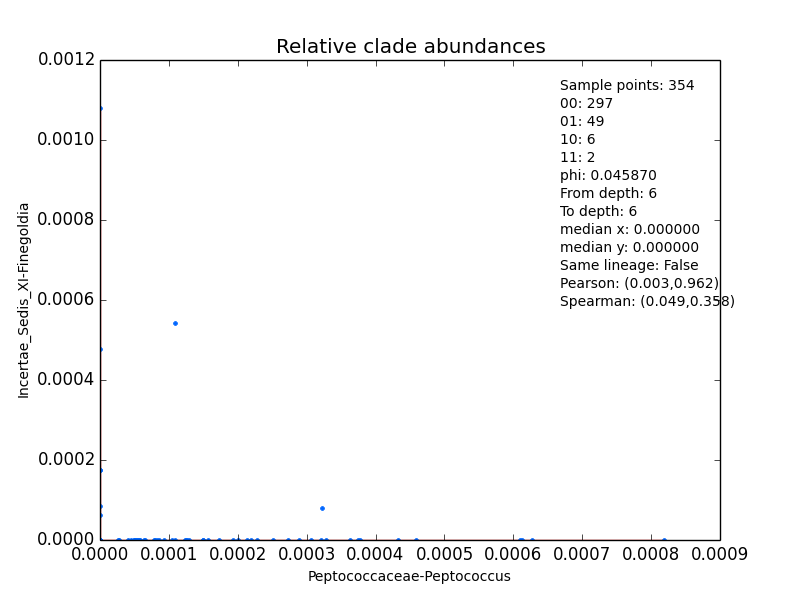 Relative clade abundances
0.0012
0.0010
0.0008
0.0006
0.0004
0.0002
0.0000
Incertae_Sedis_XI-Finegoldia
Sample points: 354
00: 297
01: 49
10: 6
11: 2
phi: 0.045870
From depth: 6
To depth: 6
median x: 0.000000
median y: 0.000000
Same lineage: False
Pearson: (0.003,0.962)
Spearman: (0.049,0.358)
0.0000 0.0001 0.0002 0.0003 0.0004 0.0005 0.0006 0.0007 0.0008 0.0009
Peptococcaceae-Peptococcus